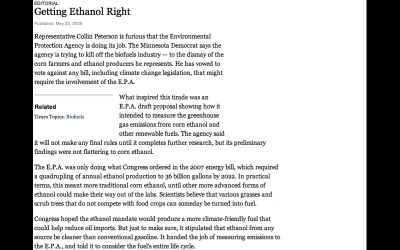 EDITORIAL
Getting Ethanol Right
Published: May 23, 2009
Representative Collin Peterson is furious that the Environmental
Protection Agency is doing its job. The Minnesota Democrat says the
agency is trying to kill off the biofuels industry — to the dismay of the
corn farmers and ethanol producers he represents. He has vowed to
vote against any bill, including climate change legislation, that might
require the involvement of the E.P.A.
Related
Times Topics: Biofuels
What inspired this tirade was an
E.P.A. draft proposal showing how it
intended to measure the greenhouse
gas emissions from corn ethanol and
other renewable fuels. The agency said
it will not make any final rules until it completes further research, but its preliminary
findings were not flattering to corn ethanol.
The E.P.A. was only doing what Congress ordered in the 2007 energy bill, which required
a quadrupling of annual ethanol production to 36 billion gallons by 2022. In practical
terms, this meant more traditional corn ethanol, until other more advanced forms of
ethanol could make their way out of the labs. Scientists believe that various grasses and
scrub trees that do not compete with food crops can someday be turned into fuel.
Congress hoped the ethanol mandate would produce a more climate-friendly fuel that
could help reduce oil imports. But just to make sure, it stipulated that ethanol from any
source be cleaner than conventional gasoline. It handed the job of measuring emissions to
the E.P.A., and told it to consider the fuel's entire life cycle.